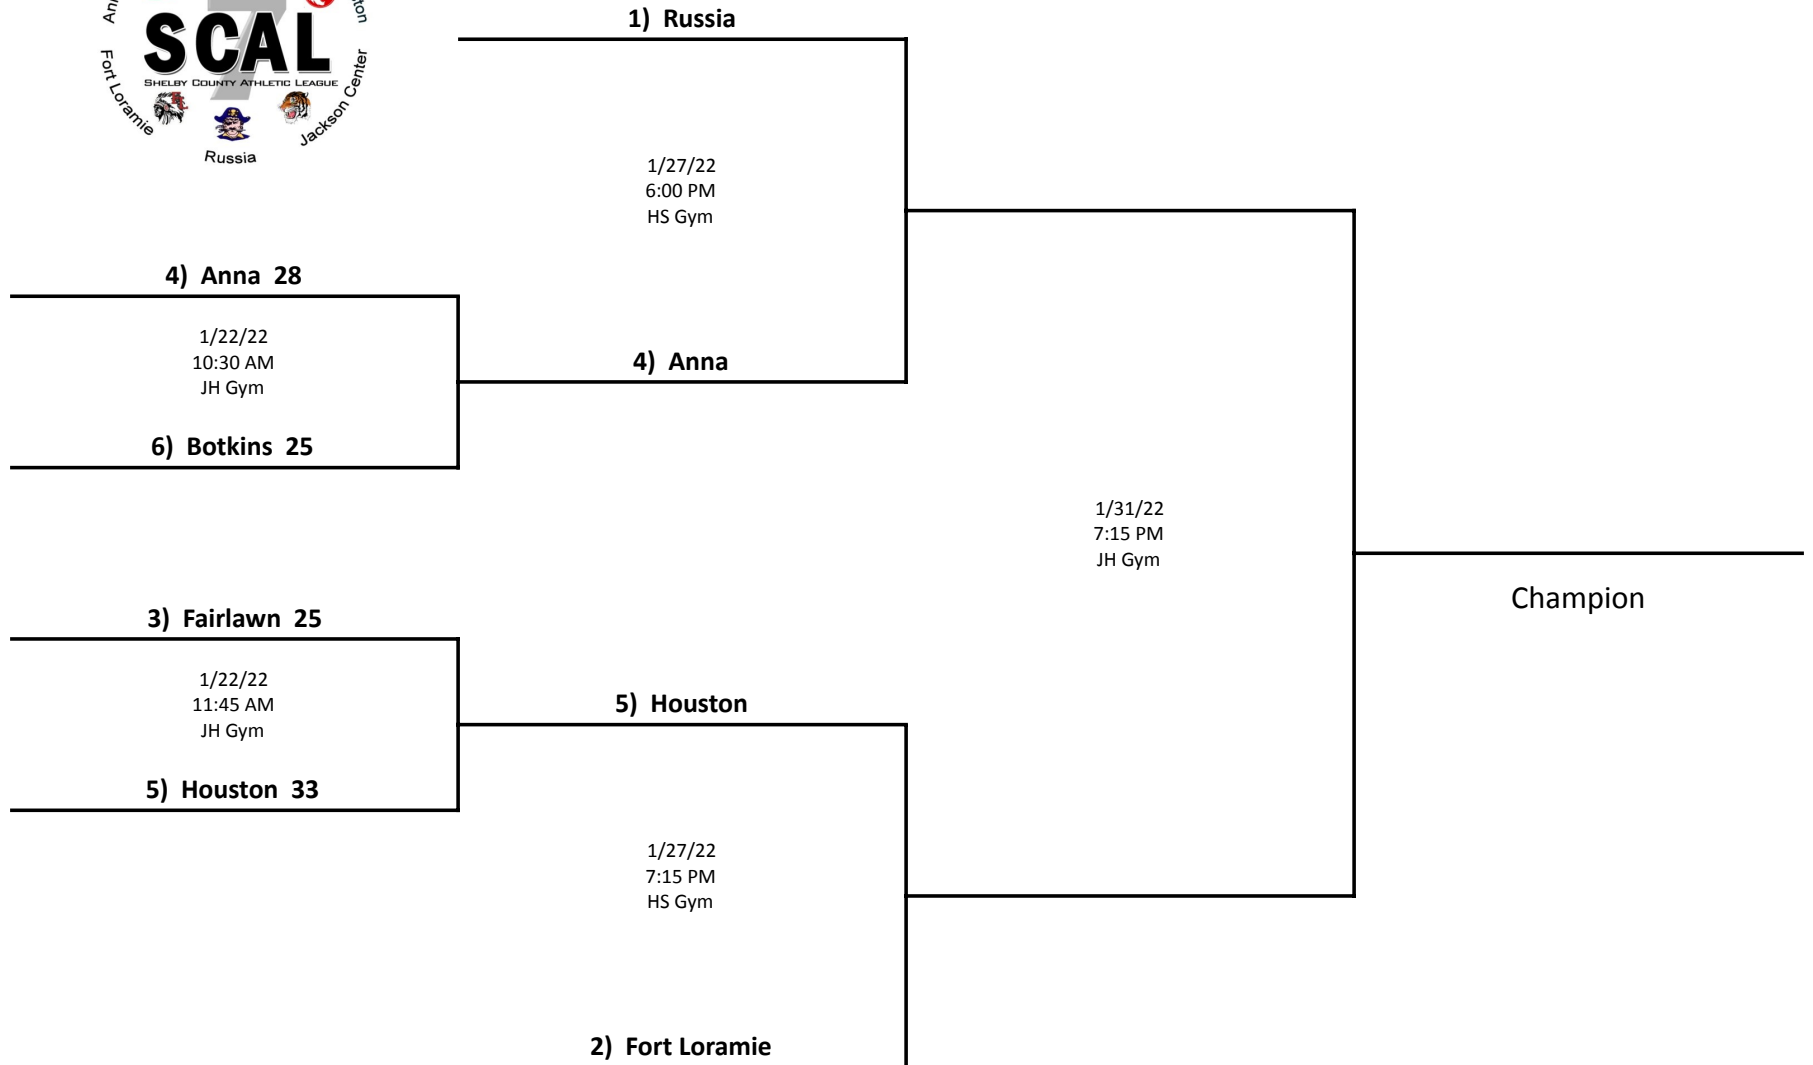 SCAL
SHELBY COUNTY ATHLETIC LEAGUE
Fort Loramie
Russia
Jackson Center
1) Russia
1/27/22
6:00 PM
HS Gym
4) Anna 28
1/22/22
10:30 AM
JH Gym
4) Anna
6) Botkins 25
1/31/22
7:15 PM
JH Gym
Champion
3) Fairlawn 25
1/22/22
11:45 AM
JH Gym
5) Houston
5) Houston 33
1/27/22
7:15 PM
HS Gym
2) Fort Loramie